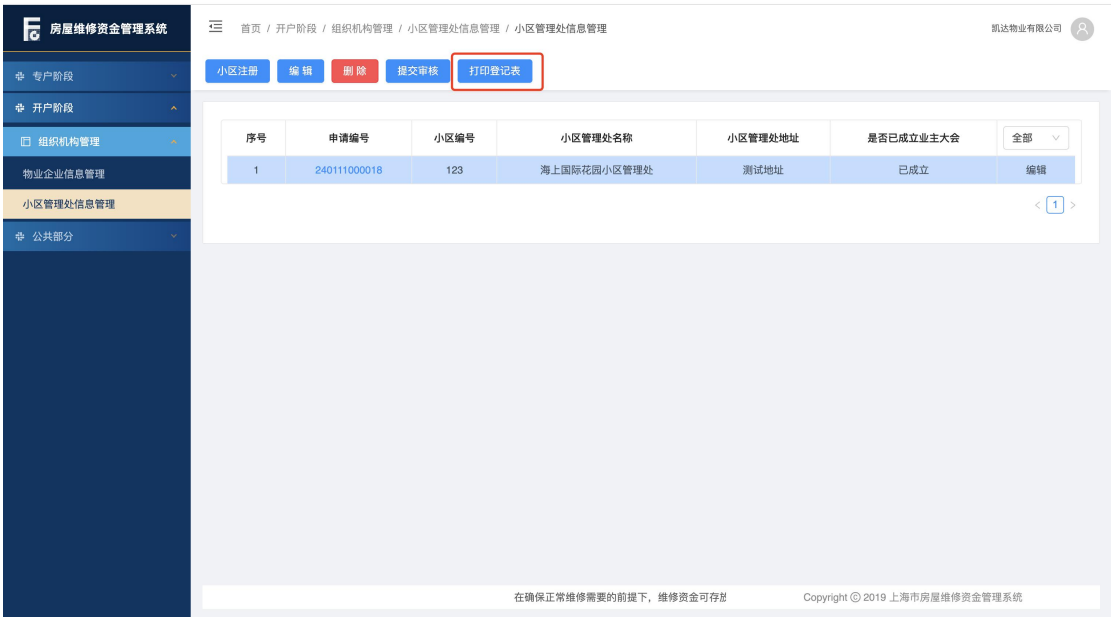 房屋维修资金管理系统
首页 / 开户阶段 / 组织机构管理 / 小区管理处信息管理 / 小区管理处信息管理
凯达物业有限公司
专户阶段
开户阶段
组织机构管理
物业企业信息管理
小区管理处信息管理
公共部分
小区注册 编 辑 删 除 提交审核 打印登记表
序号 申请编号 小区编号 小区管理处名称 小区管理处地址 是否已成立业主大会 全部
1 240111000018 123 海上国际花园小区管理处 测试地址 已成立 编辑
< 1 >
在确保正常维修需要的前提下，维修资金可存放 Copyright © 2019 上海市房屋维修资金管理系统